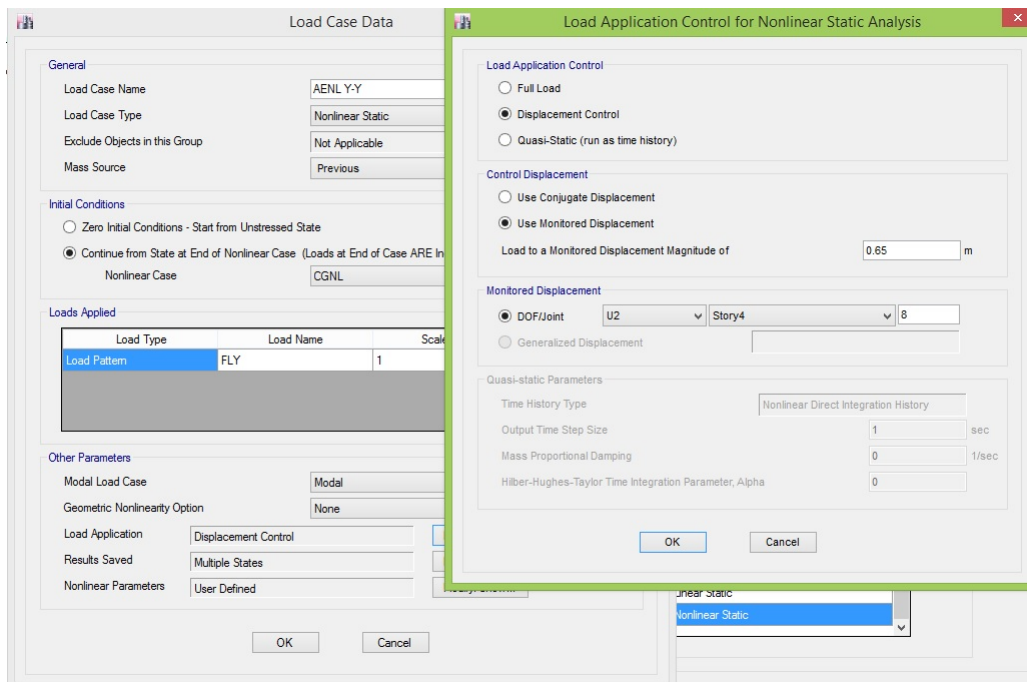 Load Case Data
General
Load Case Name AENL Y-Y
Load Case Type Nonlinear Static
Exclude Objects in this Group Not Applicable
Mass Source Previous
Initial Conditions
Zero Initial Conditions - Start from Unstressed State
Continue from State at End of Nonlinear Case (Loads at End of Case ARE In
Nonlinear Case CGNL
Loads Applied
Load Type Load Name Scale
Load Pattern FLY 1
Other Parameters
Modal Load Case Modal
Geometric Nonlinearity Option None
Load Application Displacement Control
Results Saved Multiple States
Nonlinear Parameters User Defined
OK Cancel
Load Application Control for Nonlinear Static Analysis
Load Application Control
Full Load
Displacement Control
Quasi-Static (run as time history)
Control Displacement
Use Conjugate Displacement
Use Monitored Displacement
Load to a Monitored Displacement Magnitude of 0.65 m
Monitored Displacement
DOF/Joint U2 Story4 8
Generalized Displacement
Quasi-static Parameters
Time History Type Nonlinear Direct Integration History
Output Time Step Size 1 sec
Mass Proportional Damping 0 1/sec
Hilber-Hughes-Taylor Time Integration Parameter, Alpha 0
OK Cancel
Nonlinear Static